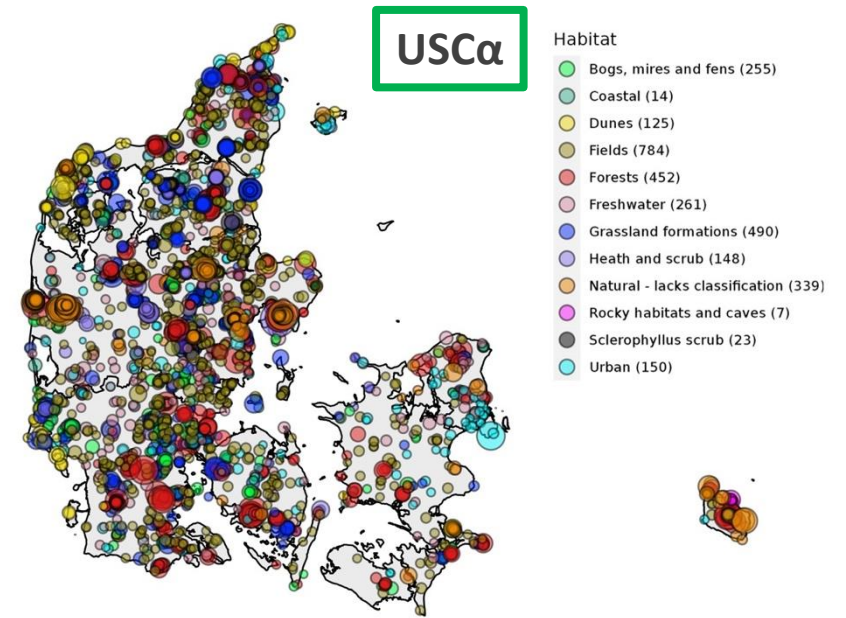 USCα
Habitat
Bogs, mires and fens (255)
Coastal (14)
Dunes (125)
Fields (784)
Forests (452)
Freshwater (261)
Grassland formations (490)
Heath and scrub (148)
Natural - lacks classification (339)
Rocky habitats and caves (7)
Sclerophyllus scrub (23)
Urban (150)